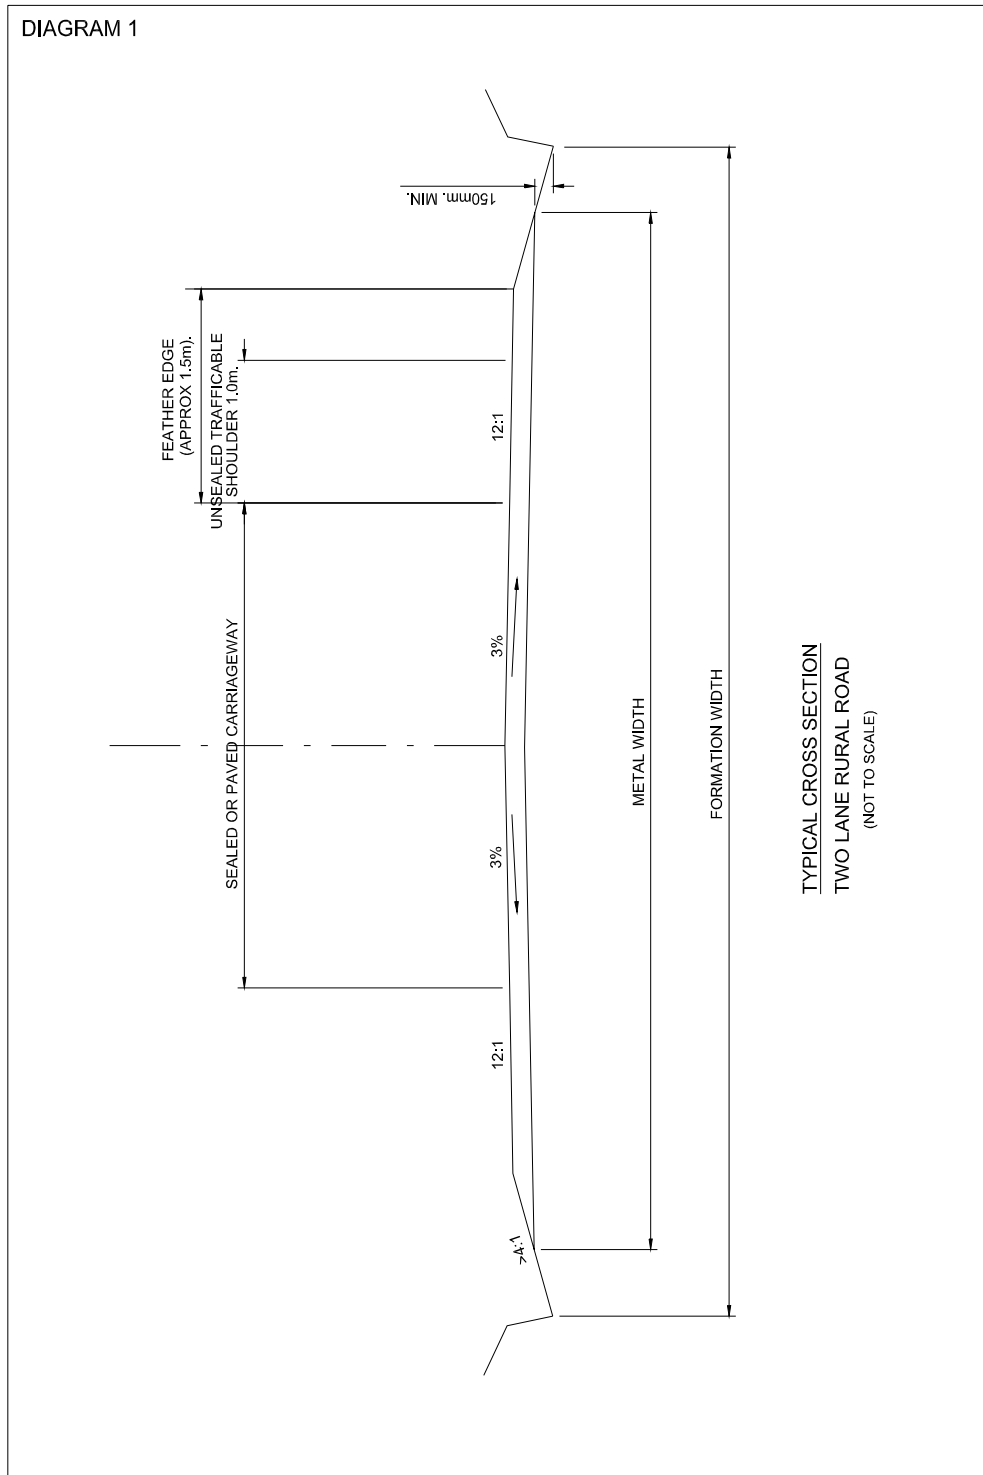 DIAGRAM 1
150mm. MIN.
FEATHER EDGE
(APPROX 1.5m).
UNSEALED TRAFFICABLE
SHOULDER 1.0m.
12:1
SEALED OR PAVED CARRIAGEWAY
3%
3%
12:1
>4:1
METAL WIDTH
FORMATION WIDTH
TYPICAL CROSS SECTION
TWO LANE RURAL ROAD
(NOT TO SCALE)